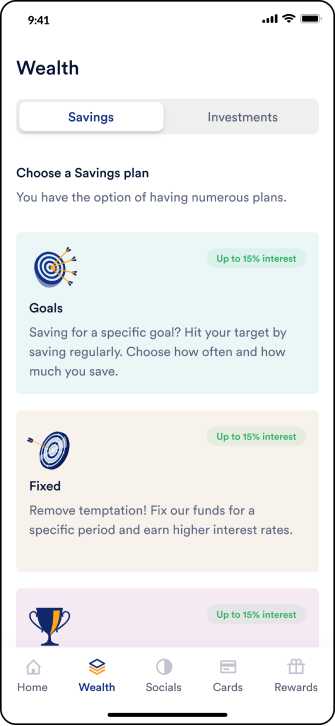 9:41
Wealth
Savings
Investments
Choose a Savings plan
You have the option of having numerous plans.
Up to 15% interest
Goals
Saving for a specific goal? Hit your target by
saving regularly. Choose how often and how
much you save.
Up to 15% interest
Fixed
Remove temptation! Fix our funds for a
specific period and earn higher interest rates.
Up to 15% interest
Home
Wealth
Socials
Cards
Rewards